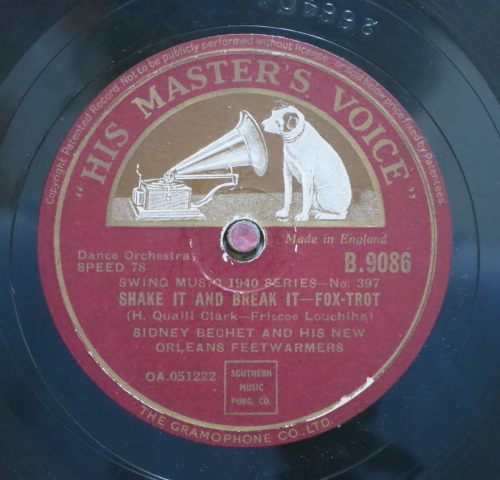 Copyright. Patented Record. Not to be publicly performed without licence, or sold below price fixed by Patentees.
"HIS MASTER'S VOICE"
Made in England
Dance Orchestra
SPEED 78
B.9086
SWING MUSIC 1940 SERIES—No. 397
SHAKE IT AND BREAK IT—FOX-TROT
(H. Qualli Clark—Friscoe Louchiha)
SIDNEY BECHET AND HIS NEW
ORLEANS FEETWARMERS
OA.051222
SOUTHERN
MUSIC
PUBG. CO.
THE GRAMOPHONE CO., LTD.